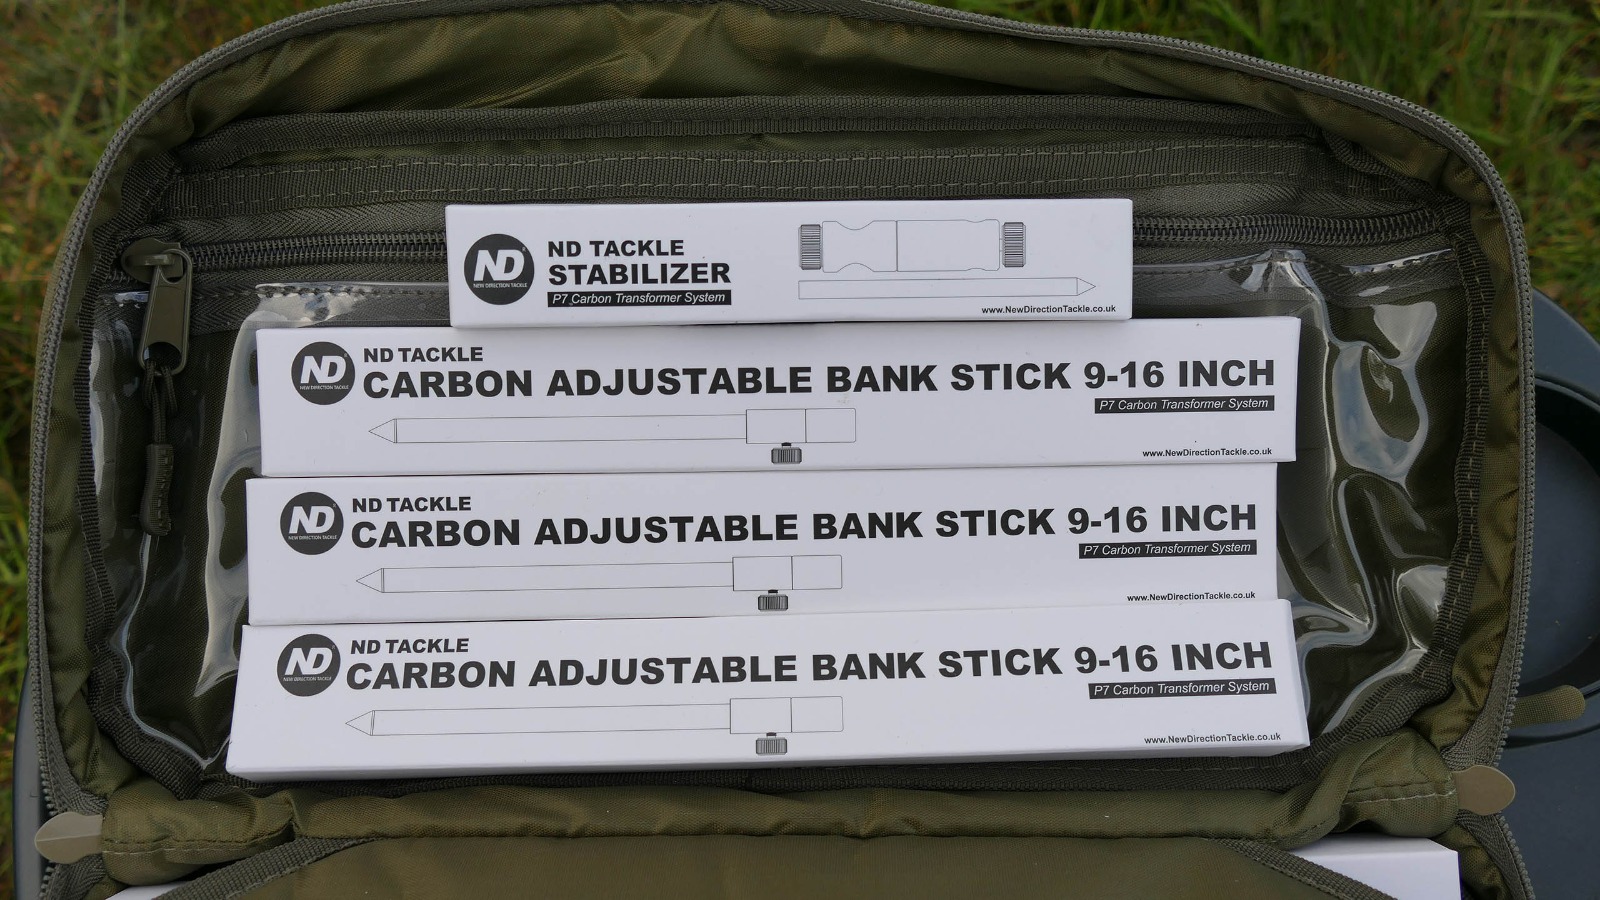 ND
NEW DIRECTION TACKLE
ND TACKLE
STABILIZER
P7 Carbon Transformer System
www.NewDirectionTackle.co.uk
ND
NEW DIRECTION TACKLE
ND TACKLE
CARBON ADJUSTABLE BANK STICK 9-16 INCH
P7 Carbon Transformer System
www.NewDirectionTackle.co.uk
ND
NEW DIRECTION TACKLE
ND TACKLE
CARBON ADJUSTABLE BANK STICK 9-16 INCH
P7 Carbon Transformer System
www.NewDirectionTackle.co.uk
ND
NEW DIRECTION TACKLE
ND TACKLE
CARBON ADJUSTABLE BANK STICK 9-16 INCH
P7 Carbon Transformer System
www.NewDirectionTackle.co.uk